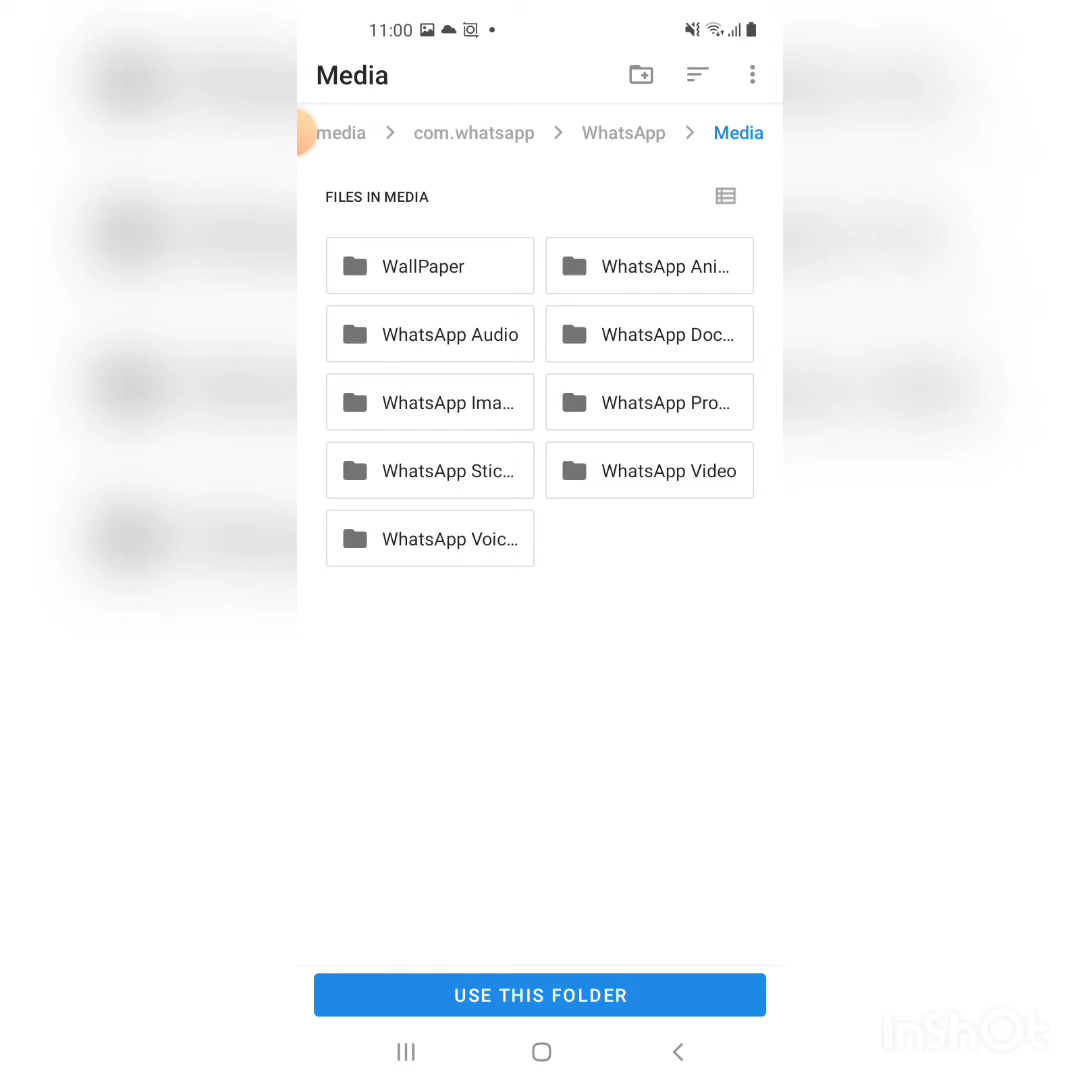 11:00
Media
media > com.whatsapp > WhatsApp > Media
FILES IN MEDIA
WallPaper
WhatsApp Ani...
WhatsApp Audio
WhatsApp Doc...
WhatsApp Ima...
WhatsApp Pro...
WhatsApp Stic...
WhatsApp Video
WhatsApp Voic...
USE THIS FOLDER
InShOt